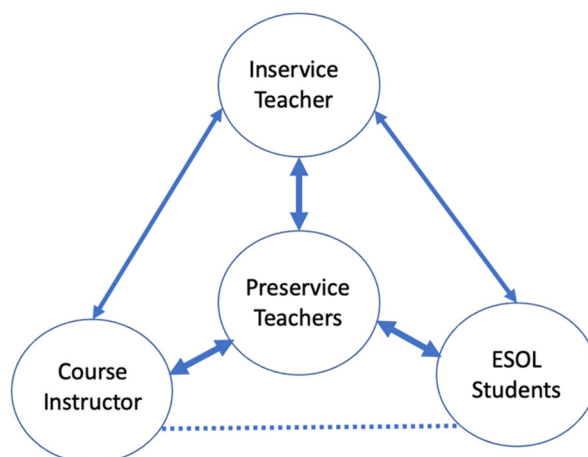 Inservice
Teacher
Preservice
Teachers
Course
Instructor
ESOL
Students